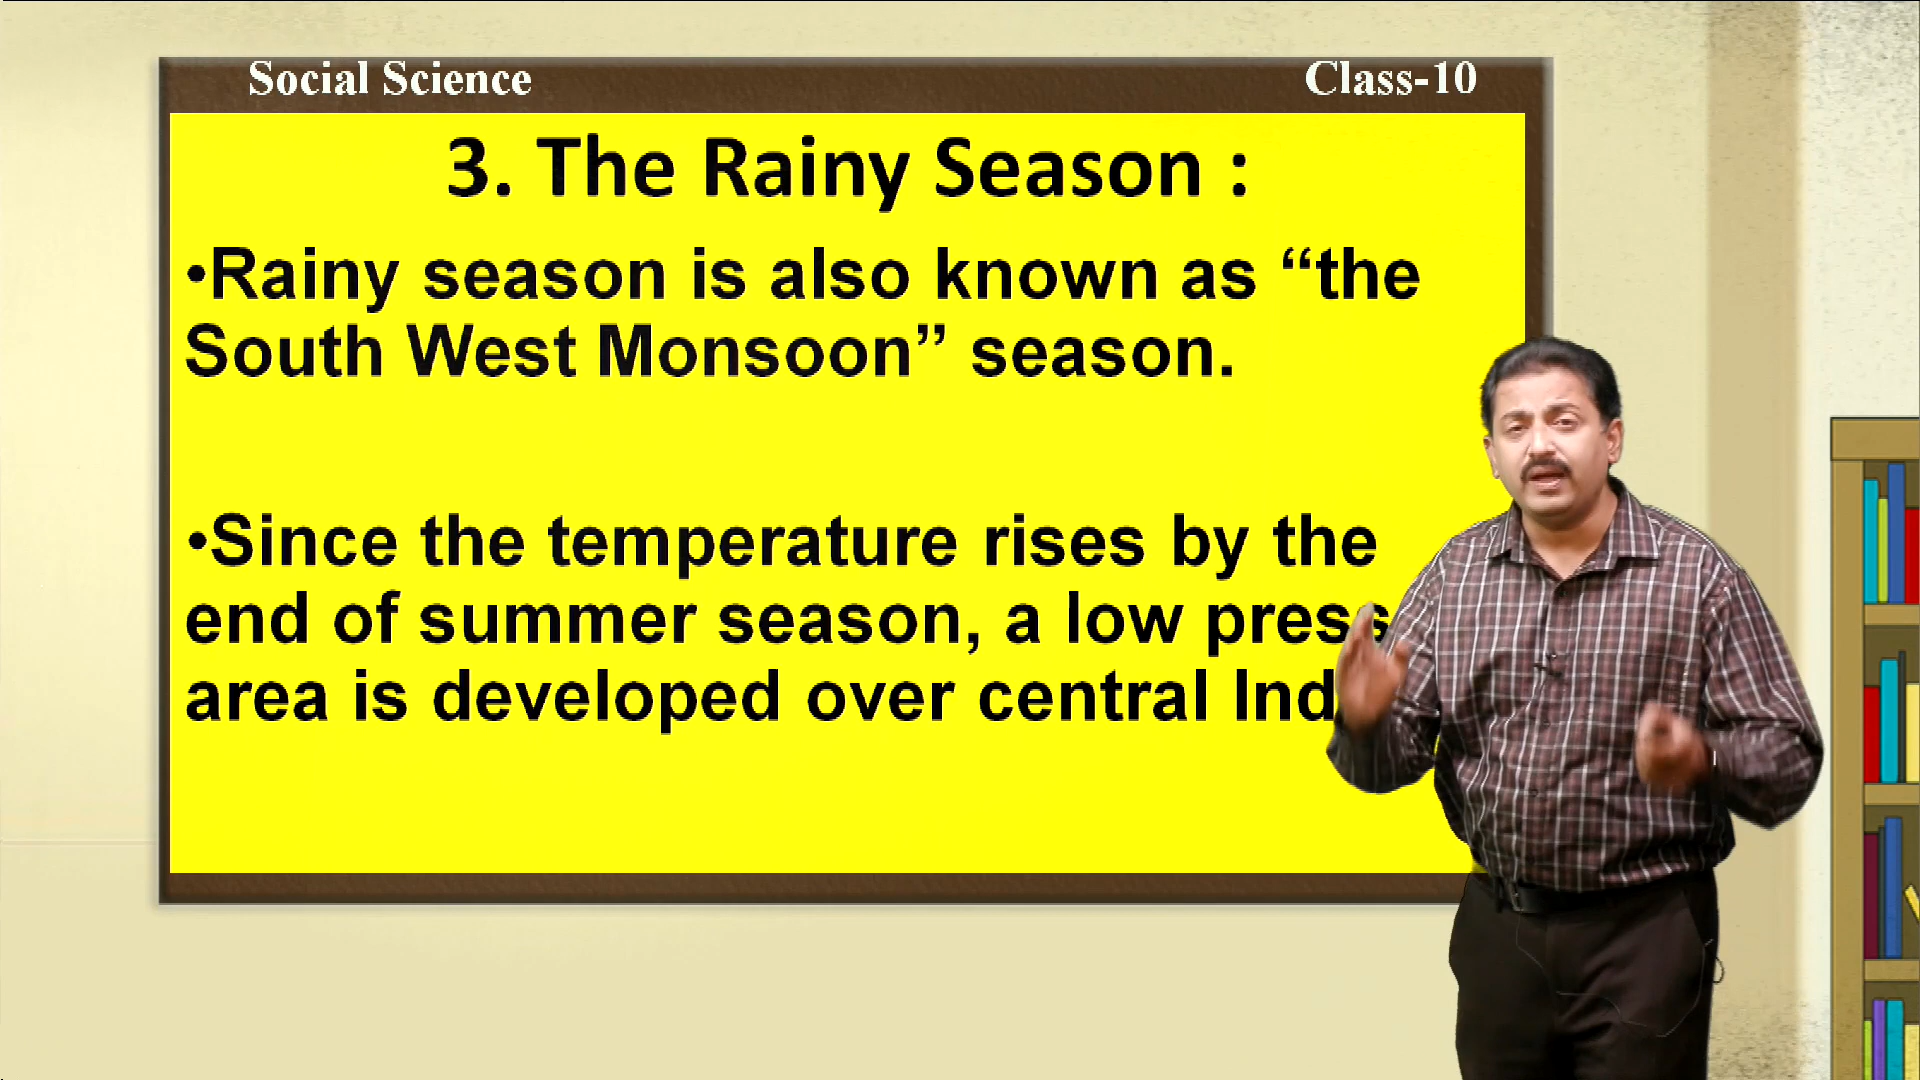 Social Science
Class-10
3. The Rainy Season :
•Rainy season is also known as “the
South West Monsoon” season.
•Since the temperature rises by the
end of summer season, a low
area is developed over central